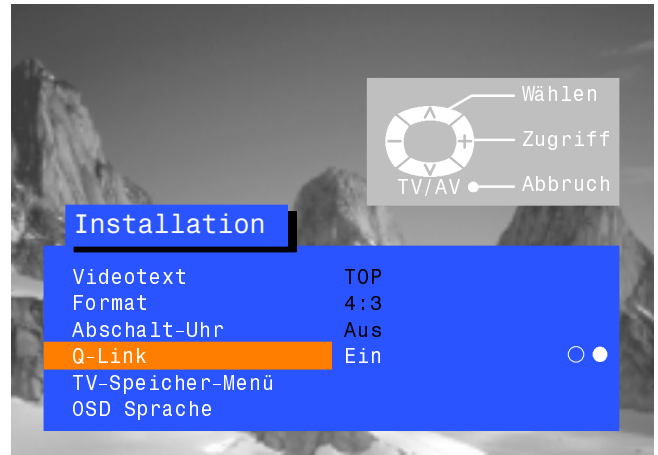 Wählen
Zugriff
TV/AV Abbruch
Installation
Videotext TOP
Format 4:3
Abschalt-Uhr Aus
Q-Link Ein
TV-Speicher-Menü
OSD Sprache